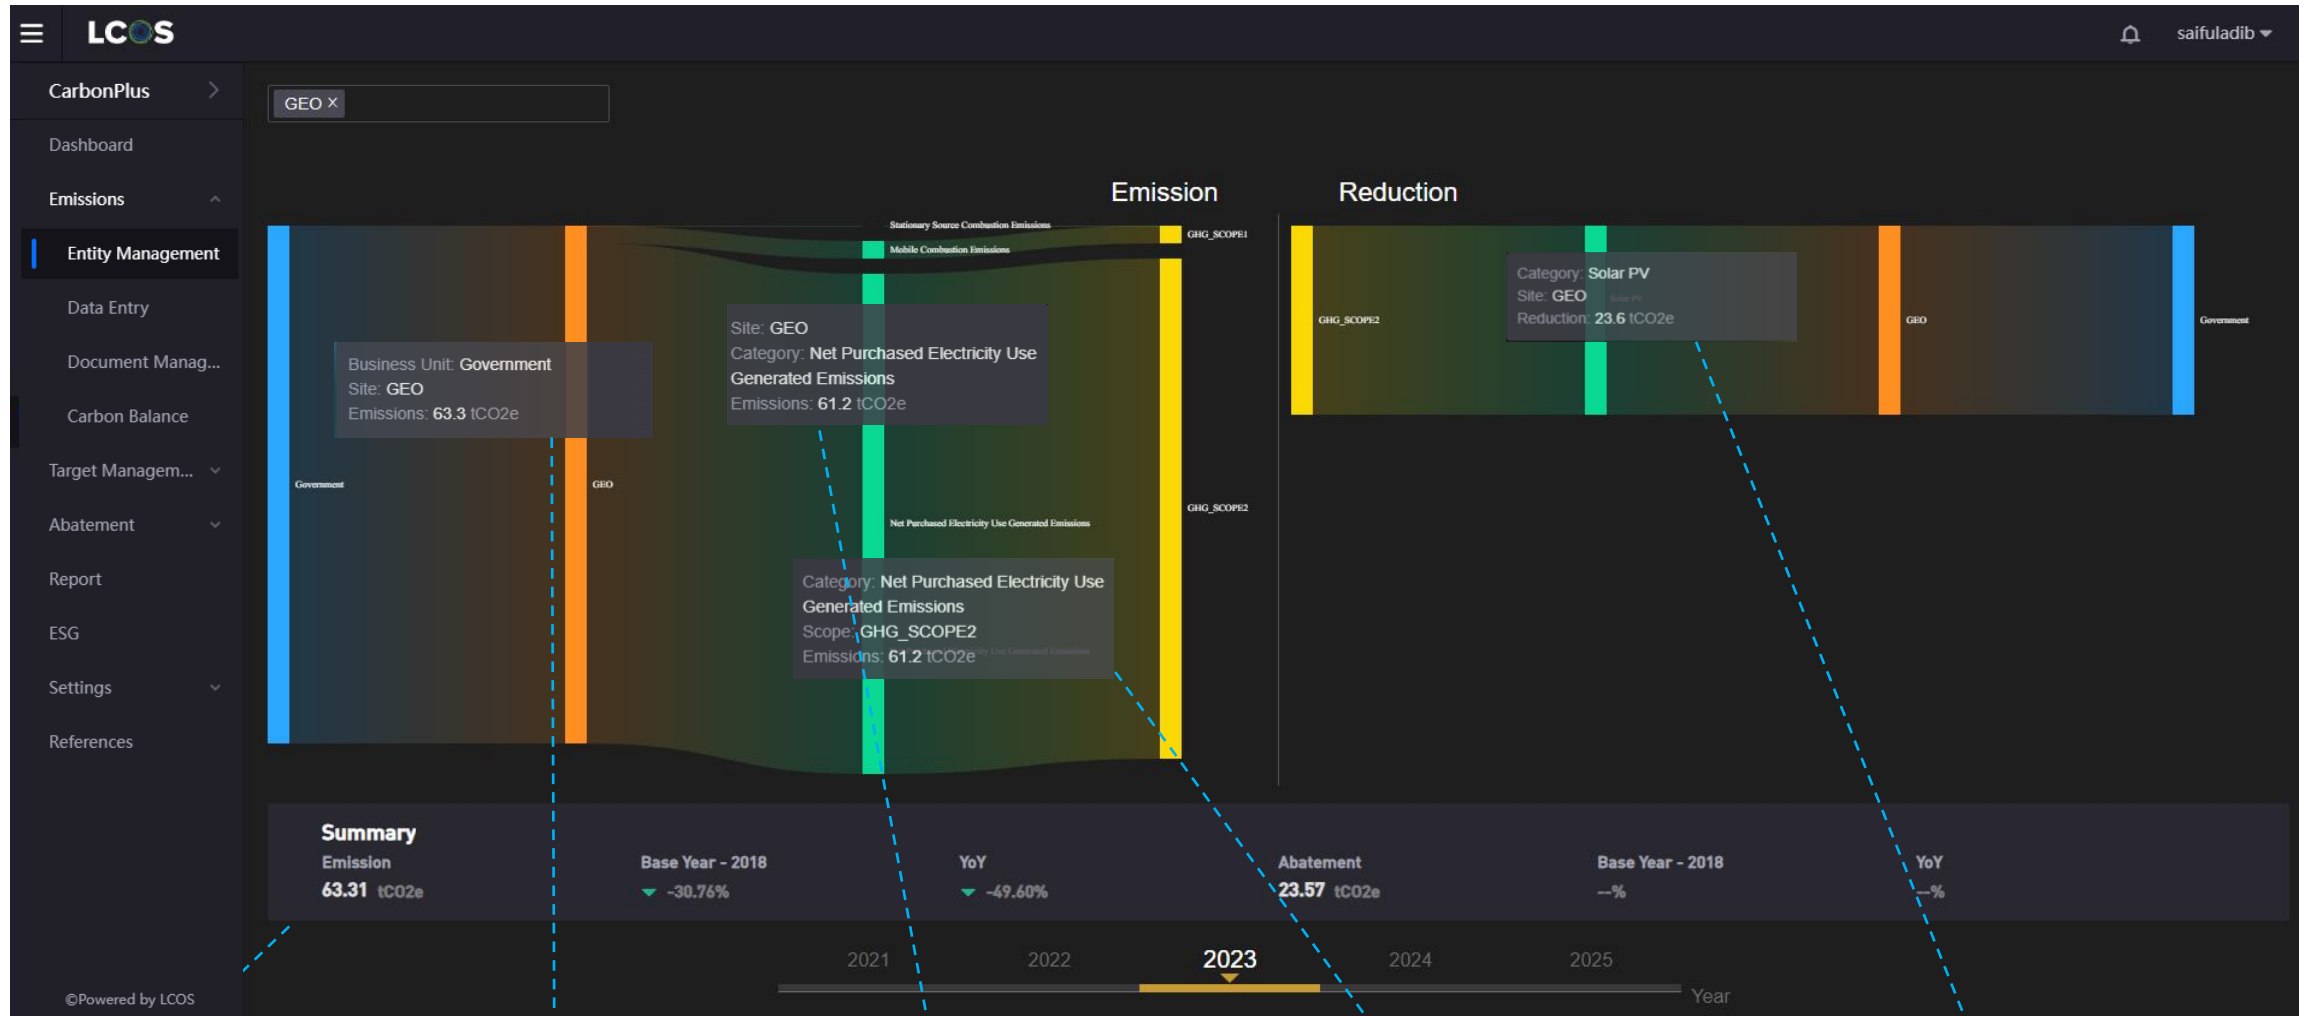 LCOS
saifuladib
CarbonPlus
Dashboard
Emissions
Entity Management
Data Entry
Document Manag...
Carbon Balance
Target Managem...
Abatement
Report
ESG
Settings
References
©Powered by LCOS
GEO X
Emission
Reduction
Stationary Source Combustion Emissions
GHG_SCOPE1
Mobile Combustion Emissions
Site: GEO
Category: Net Purchased Electricity Use
Generated Emissions
Emissions: 61.2 tCO2e
Business Unit: Government
Site: GEO
Emissions: 63.3 tCO2e
Government
GEO
GHG_SCOPE2
Net Purchased Electricity Use Generated Emissions
Category: Net Purchased Electricity Use
Generated Emissions
Scope: GHG_SCOPE2
Emissions: 61.2 tCO2e
Category: Solar PV
Site: GEO
Solar PV
Reduction: 23.6 tCO2e
GHG_SCOPE2
GEO
Government
Summary
Emission
63.31 tCO2e
Base Year - 2018
-30.76%
YoY
-49.60%
Abatement
23.57 tCO2e
Base Year - 2018
--%
YoY
--%
2021
2022
2023
2024
2025
Year